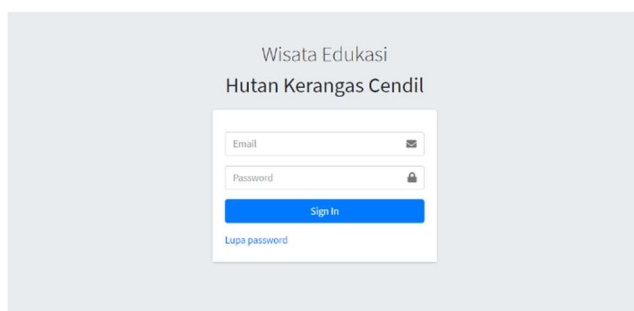 Wisata Edukasi
Hutan Kerangas Cendil
Email
Password
Sign In
Lupa password